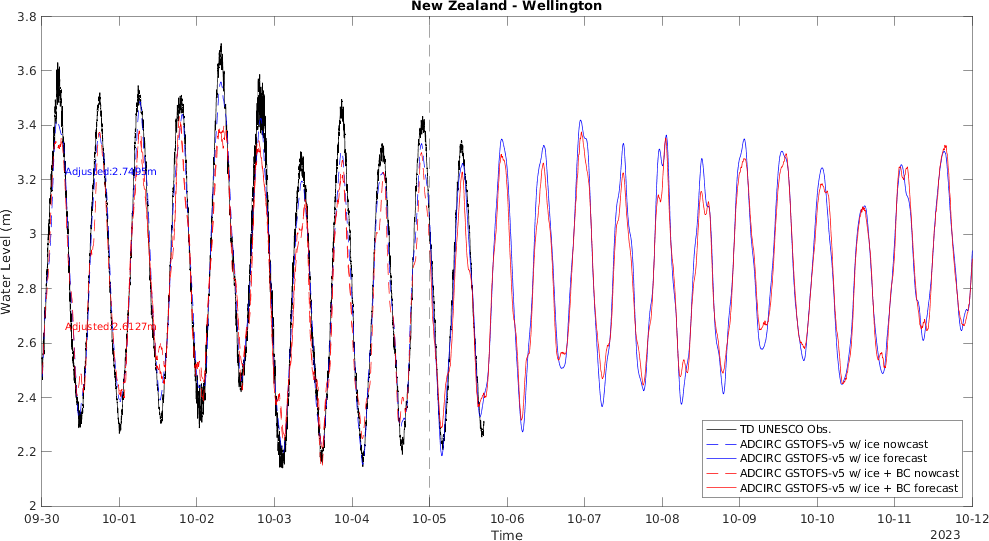 New Zealand - Wellington
3.8
3.6
3.4
3.2
3
2.8
2.6
2.4
2.2
2
Water Level (m)
Adjusted:2.7495m
Adjusted:2.6127m
TD UNESCO Obs.
ADCIRC GSTOFS-v5 w/ ice nowcast
ADCIRC GSTOFS-v5 w/ ice forecast
ADCIRC GSTOFS-v5 w/ ice + BC nowcast
ADCIRC GSTOFS-v5 w/ ice + BC forecast
09-30 10-01 10-02 10-03 10-04 10-05 10-06 10-07 10-08 10-09 10-10 10-11 10-12
Time
2023